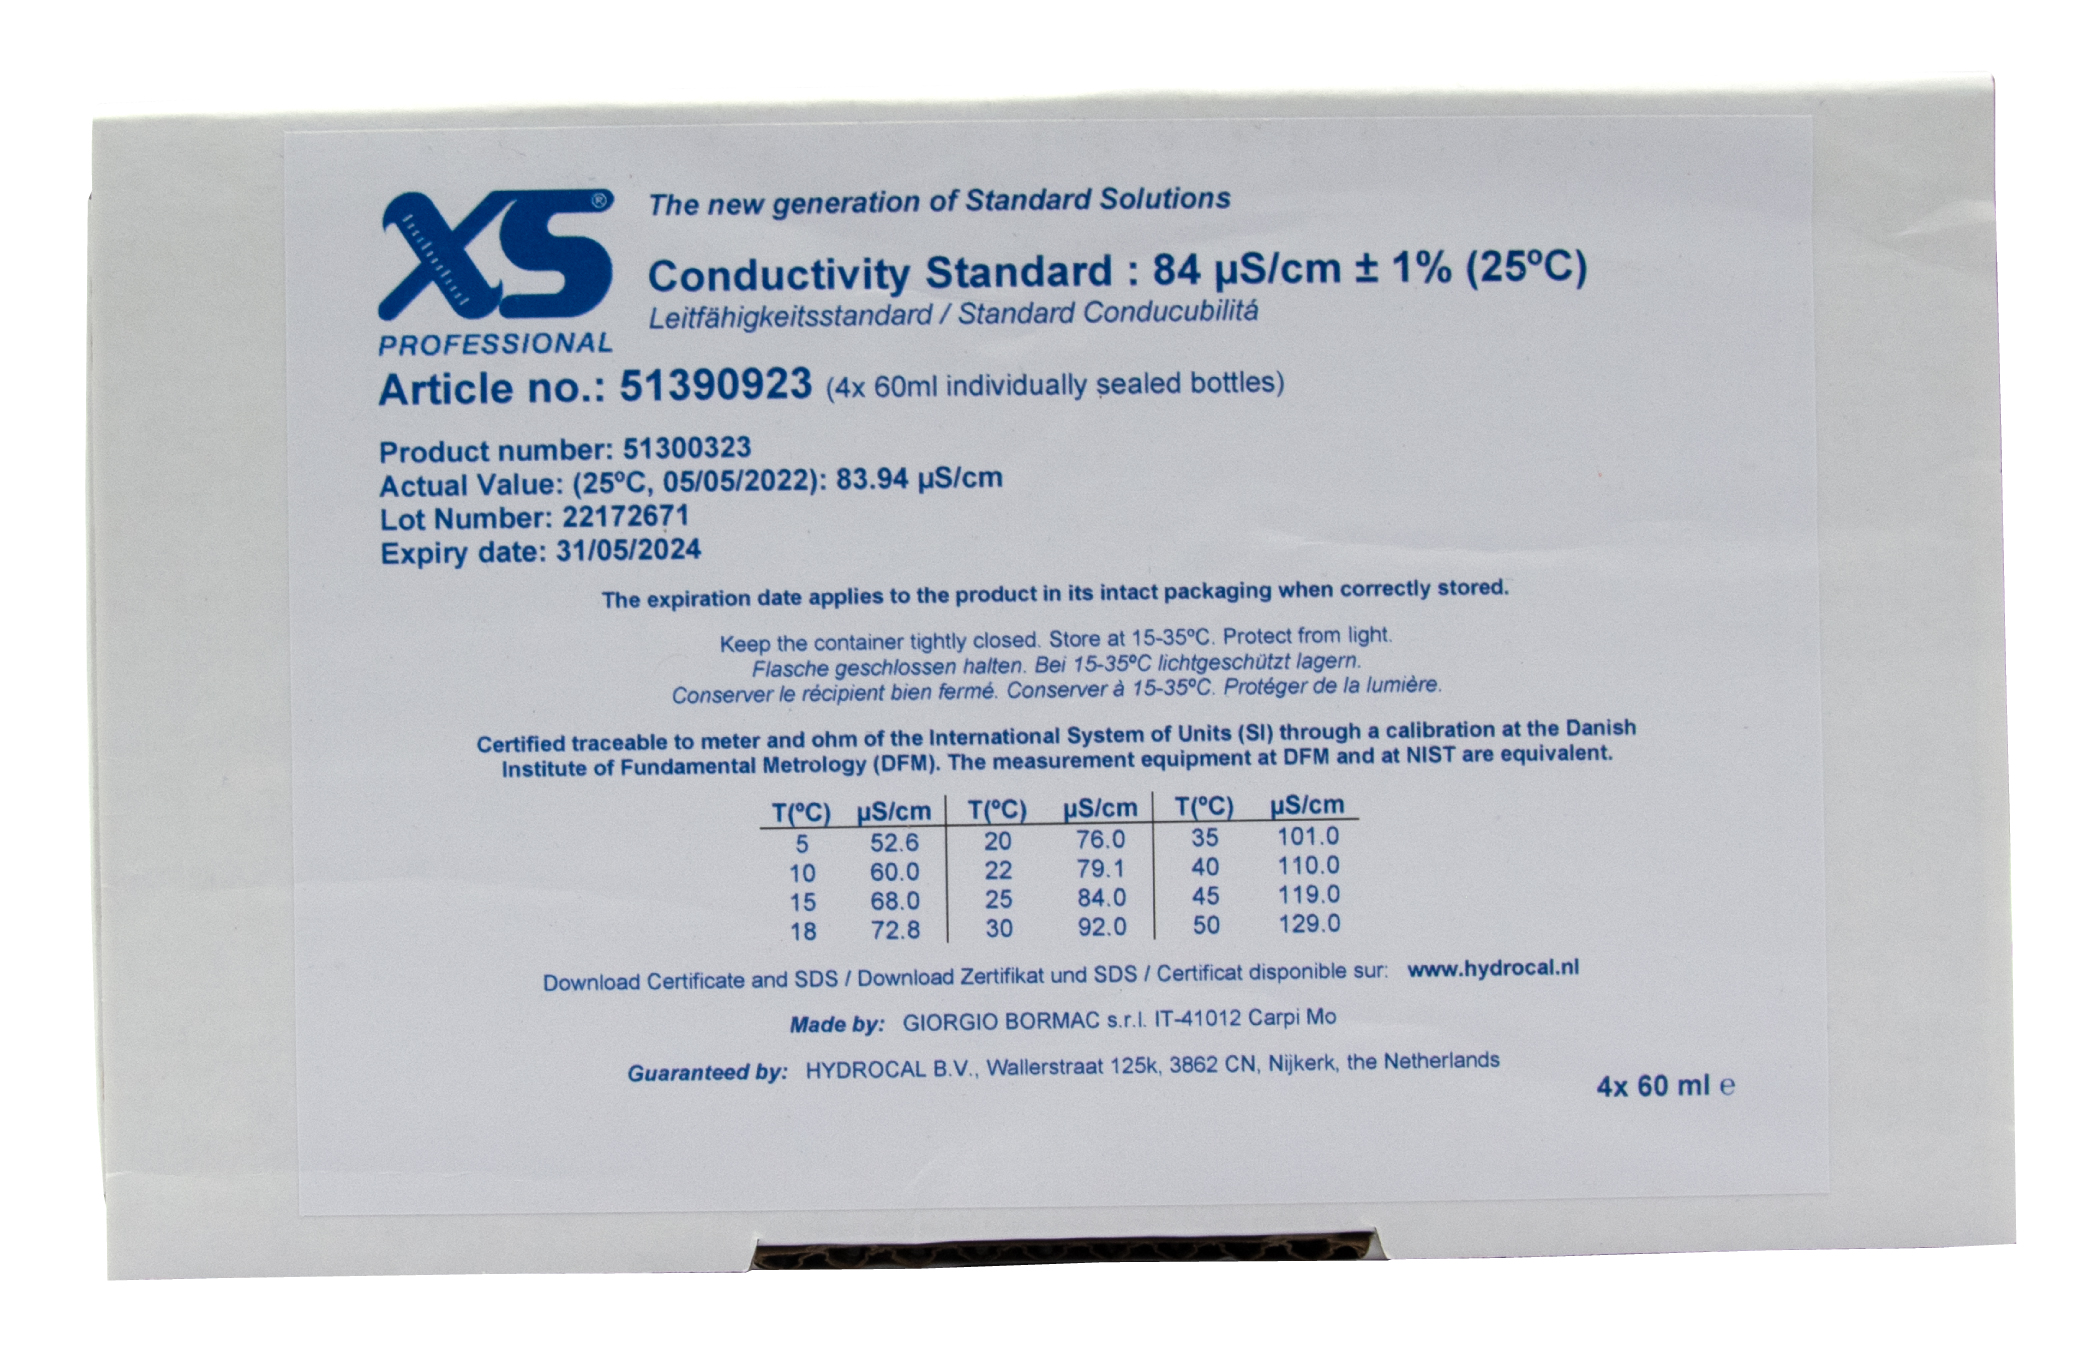 XS®
PROFESSIONAL
The new generation of Standard Solutions
Conductivity Standard : 84 µS/cm ± 1% (25ºC)
Leitfähigkeitsstandard / Standard Conducubilitá
Article no.: 51390923 (4x 60ml individually sealed bottles)
Product number: 51300323
Actual Value: (25ºC, 05/05/2022): 83.94 µS/cm
Lot Number: 22172671
Expiry date: 31/05/2024
The expiration date applies to the product in its intact packaging when correctly stored.
Keep the container tightly closed. Store at 15-35ºC. Protect from light.
Flasche geschlossen halten. Bei 15-35ºC lichtgeschützt lagern.
Conserver le récipient bien fermé. Conserver à 15-35ºC. Protéger de la lumière.
Certified traceable to meter and ohm of the International System of Units (SI) through a calibration at the Danish
Institute of Fundamental Metrology (DFM). The measurement equipment at DFM and at NIST are equivalent.
T(ºC) µS/cm T(ºC) µS/cm T(ºC) µS/cm
5 52.6 20 76.0 35 101.0
10 60.0 22 79.1 40 110.0
15 68.0 25 84.0 45 119.0
18 72.8 30 92.0 50 129.0
Download Certificate and SDS / Download Zertifikat und SDS / Certificat disponible sur: www.hydrocal.nl
Made by: GIORGIO BORMAC s.r.l. IT-41012 Carpi Mo
Guaranteed by: HYDROCAL B.V., Wallerstraat 125k, 3862 CN, Nijkerk, the Netherlands
4x 60 ml ℮